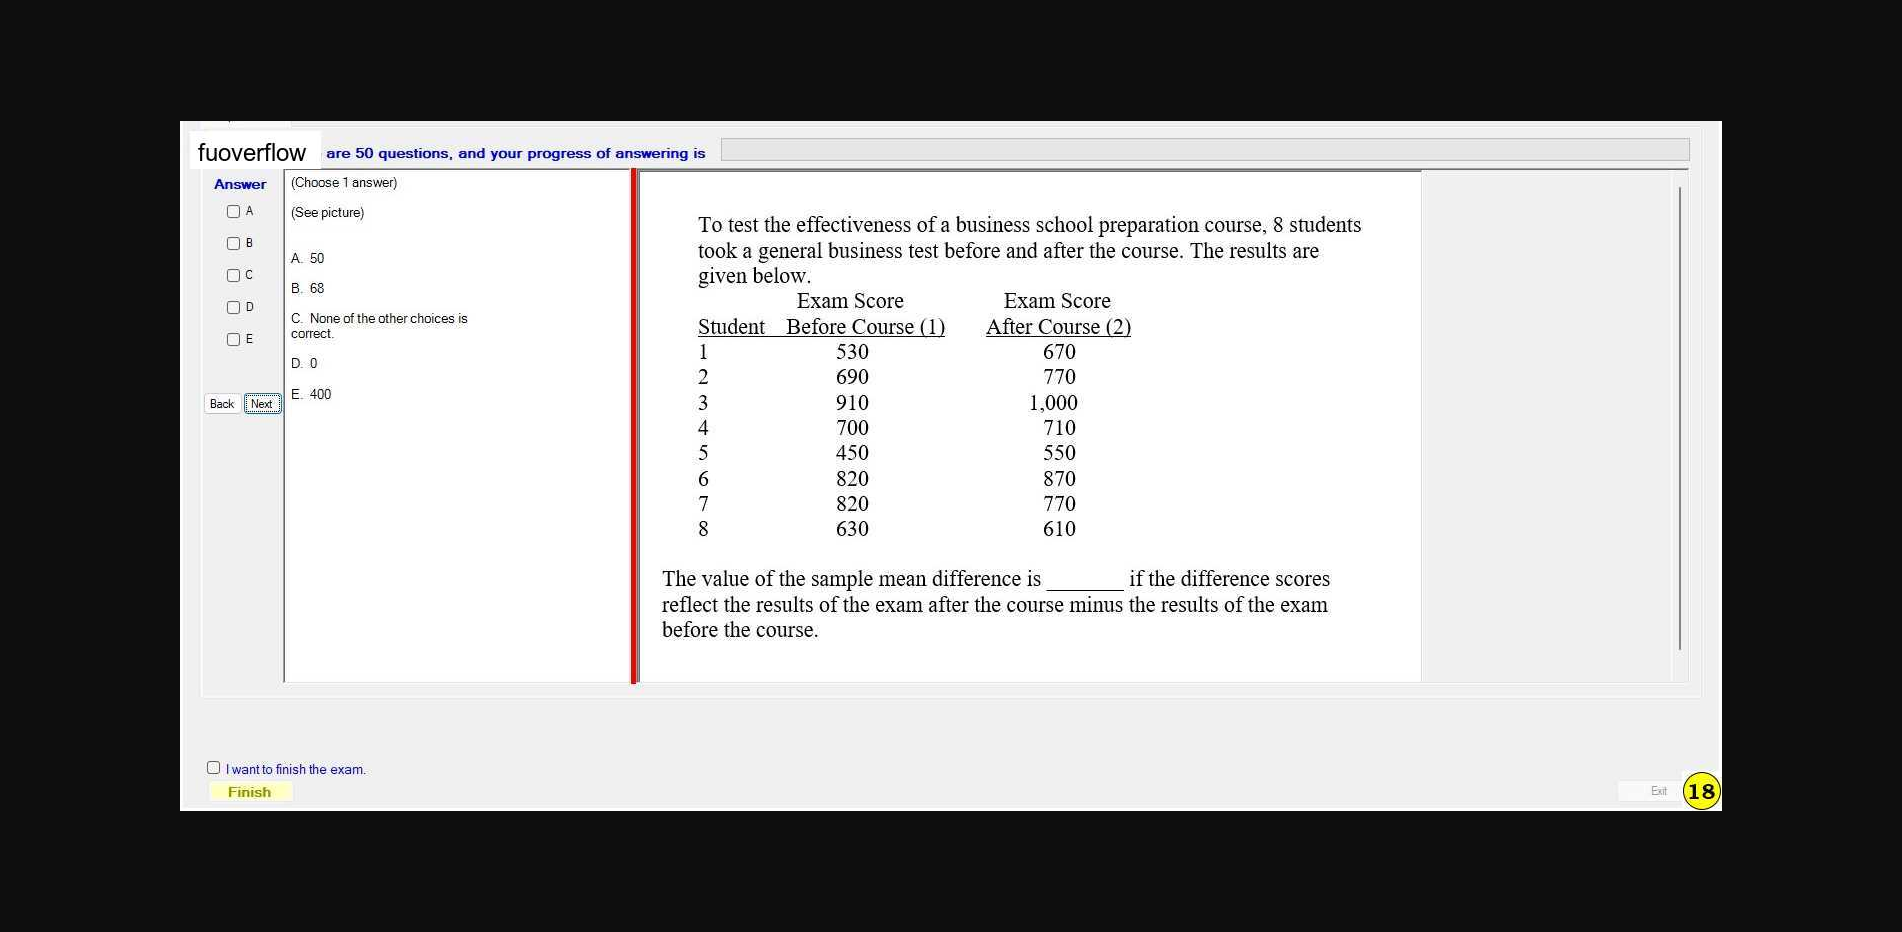 fuoverflow are 50 questions, and your progress of answering is
Answer
A
B
C
D
E
Back Next
(Choose 1 answer)
(See picture)
A. 50
B. 68
C. None of the other choices is
correct.
D. 0
E. 400
To test the effectiveness of a business school preparation course, 8 students
took a general business test before and after the course. The results are
given below.
Exam Score Exam Score
Student Before Course (1) After Course (2)
1 530 670
2 690 770
3 910 1,000
4 700 710
5 450 550
6 820 870
7 820 770
8 630 610
The value of the sample mean difference is _______ if the difference scores
reflect the results of the exam after the course minus the results of the exam
before the course.
I want to finish the exam.
Finish
Exit 18